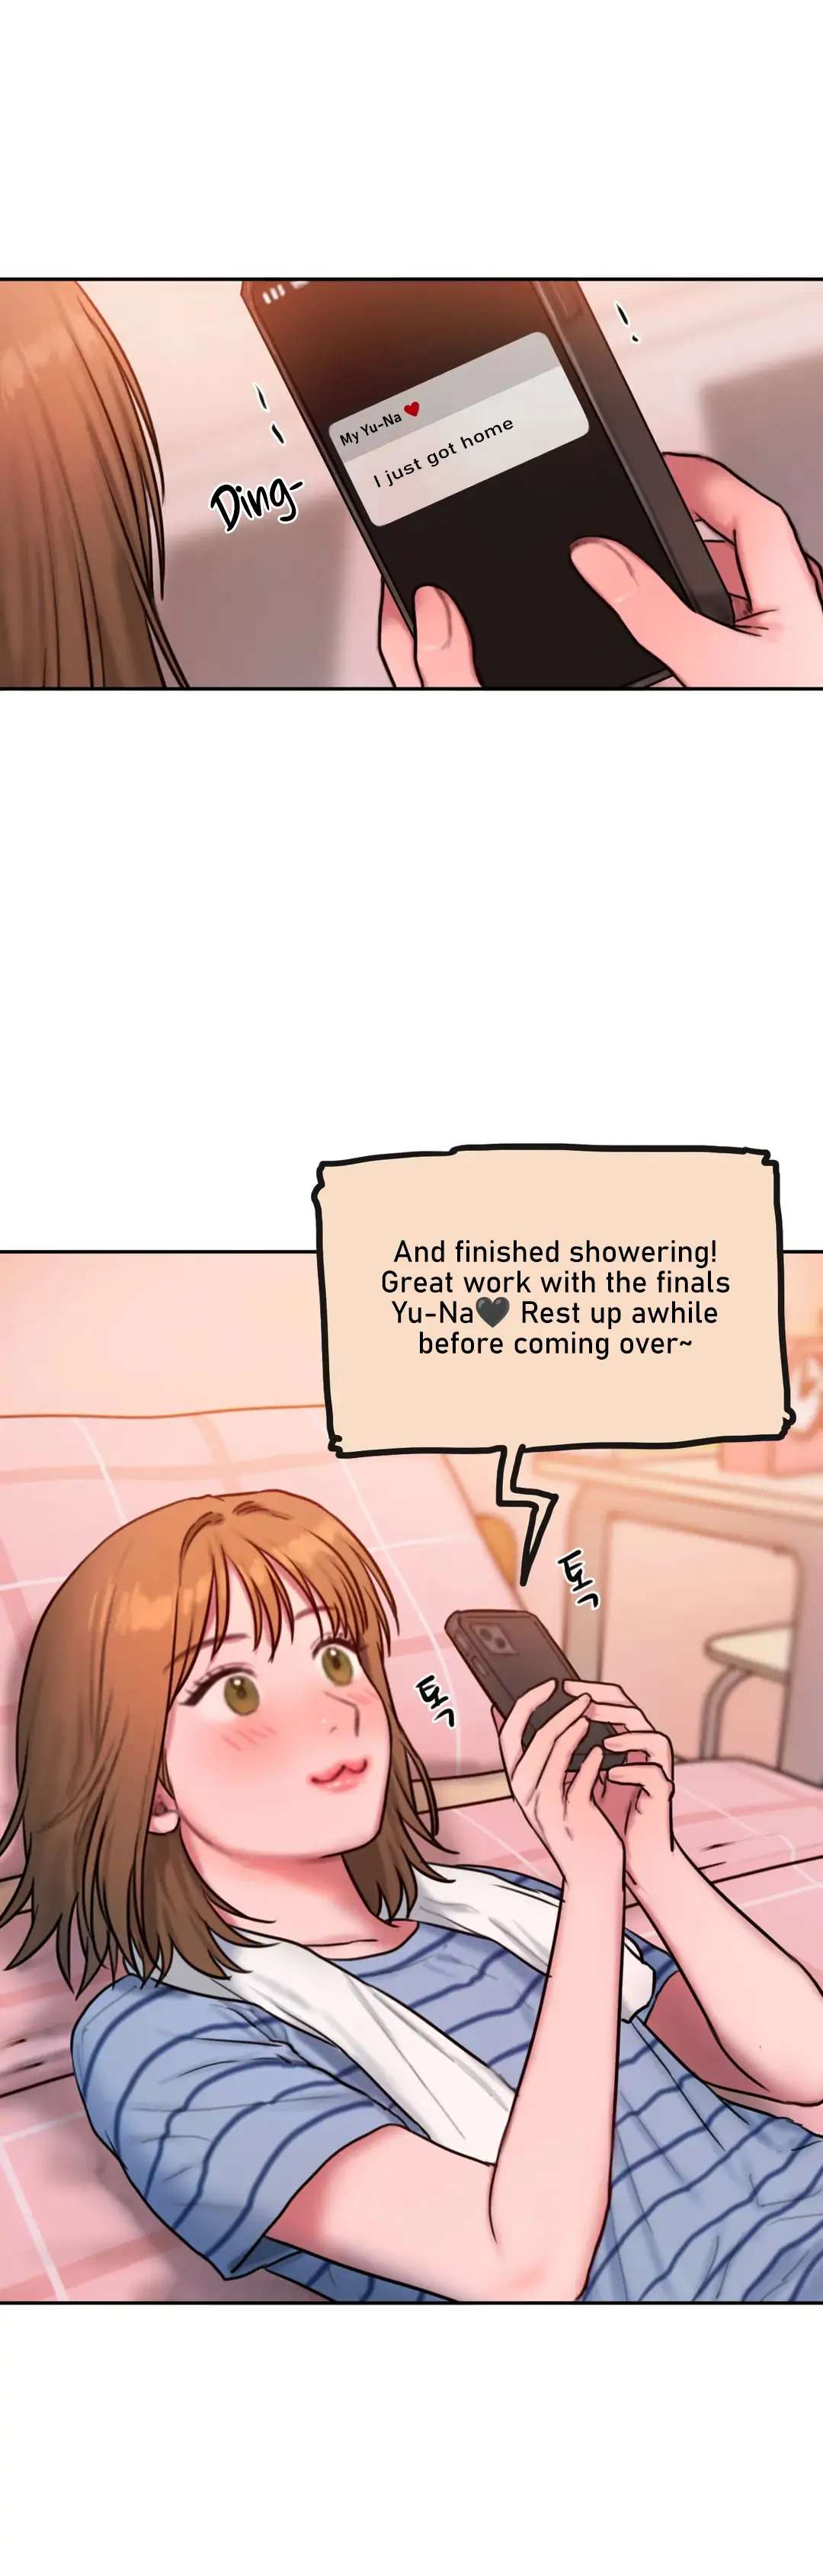 My Yu-Na ❤️
I just got home
Ding-
And finished showering!
Great work with the finals
Yu-Na🖤 Rest up awhile
before coming over~
톡
톡